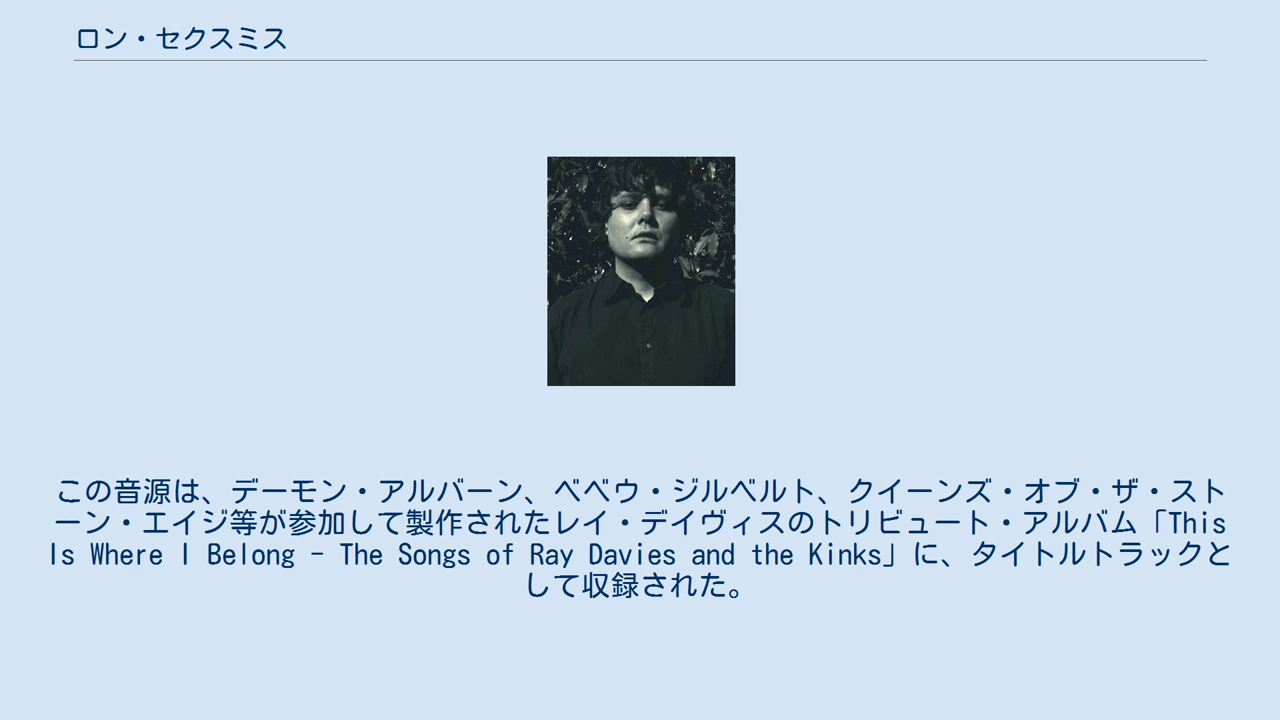 ロン・セクスミス
この音源は、デーモン・アルバーン、ベベウ・ジルベルト、クイーンズ・オブ・ザ・スト
ーン・エイジ等が参加して製作されたレイ・デイヴィスのトリビュート・アルバム「This
Is Where I Belong - The Songs of Ray Davies and the Kinks」に、タイトルトラックと
して収録された。